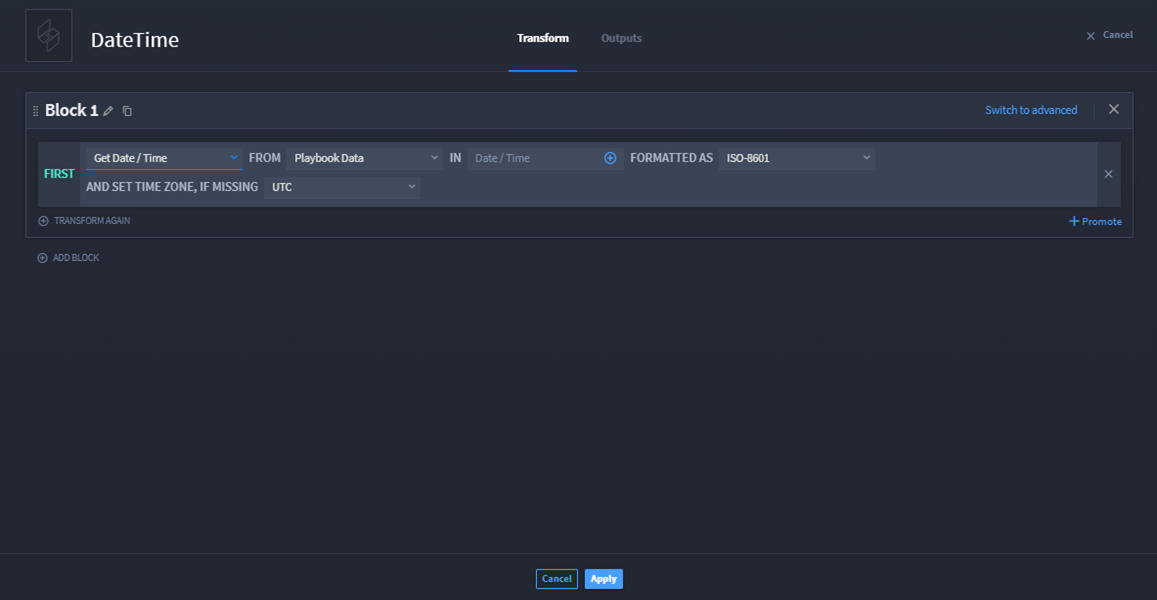 DateTime
Transform Outputs
Cancel
Block 1
Switch to advanced
FIRST
Get Date / Time FROM Playbook Data IN Date / Time FORMATTED AS ISO-8601
AND SET TIME ZONE, IF MISSING UTC
TRANSFORM AGAIN
Promote
ADD BLOCK
Cancel Apply